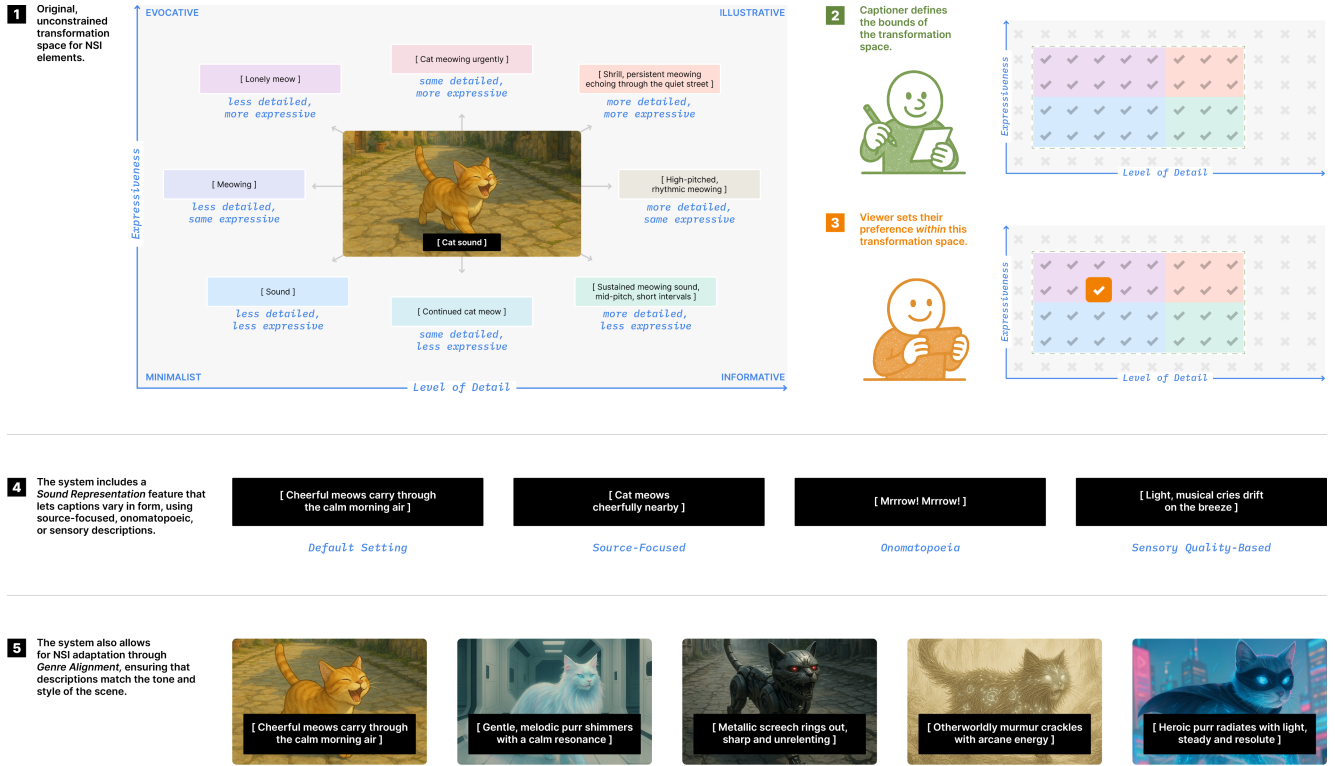 1
Original,
unconstrained
transformation
space for NSI
elements.
EVOCATIVE
ILLUSTRATIVE
[ Lonely meow ]
less detailed,
more expressive
[ Cat meowing urgently ]
same detailed,
more expressive
[ Shrill, persistent meowing
echoing through the quiet street ]
more detailed,
more expressive
Expressiveness
[ Meowing ]
less detailed,
same expressive
[ Cat sound ]
[ High-pitched,
rhythmic meowing ]
more detailed,
same expressive
[ Sound ]
less detailed,
less expressive
[ Continued cat meow ]
same detailed,
less expressive
[ Sustained meowing sound,
mid-pitch, short intervals ]
more detailed,
less expressive
MINIMALIST
INFORMATIVE
Level of Detail
2
Captioner defines
the bounds of
the transformation
space.
Expressiveness
Level of Detail
3
Viewer sets their
preference within this
transformation space.
Expressiveness
Level of Detail
4
The system includes a
Sound Representation feature that
lets captions vary in form, using
source-focused, onomatopoeic,
or sensory descriptions.
[ Cheerful meows carry through
the calm morning air ]
Default Setting
[ Cat meows
cheerfully nearby ]
Source-Focused
[ Mrrrow! Mrrrow! ]
Onomatopoeia
[ Light, musical cries drift
on the breeze ]
Sensory Quality-Based
5
The system also allows
for NSI adaptation through
Genre Alignment, ensuring that
descriptions match the tone and
style of the scene.
[ Cheerful meows carry through
the calm morning air ]
[ Gentle, melodic purr shimmers
with a calm resonance ]
[ Metallic screech rings out,
sharp and unrelenting ]
[ Otherworldly murmur crackles
with arcane energy ]
[ Heroic purr radiates with light,
steady and resolute ]